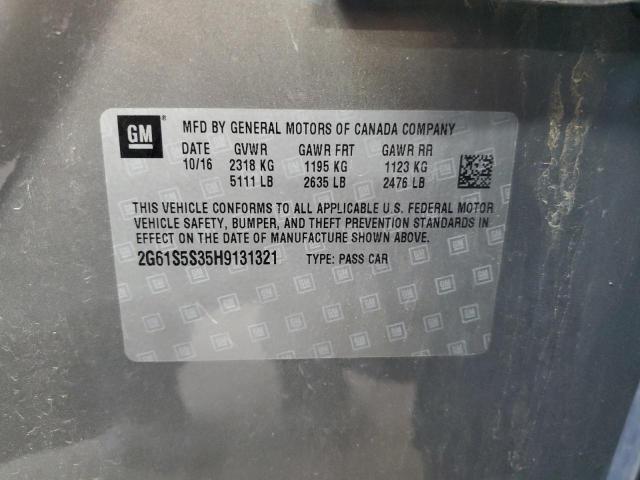 GM ® MFD BY GENERAL MOTORS OF CANADA COMPANY
DATE GVWR GAWR FRT GAWR RR
10/16 2318 KG 1195 KG 1123 KG
5111 LB 2635 LB 2476 LB
THIS VEHICLE CONFORMS TO ALL APPLICABLE U.S. FEDERAL MOTOR
VEHICLE SAFETY, BUMPER, AND THEFT PREVENTION STANDARDS IN
EFFECT ON THE DATE OF MANUFACTURE SHOWN ABOVE.
2G61S5S35H9131321 TYPE: PASS CAR